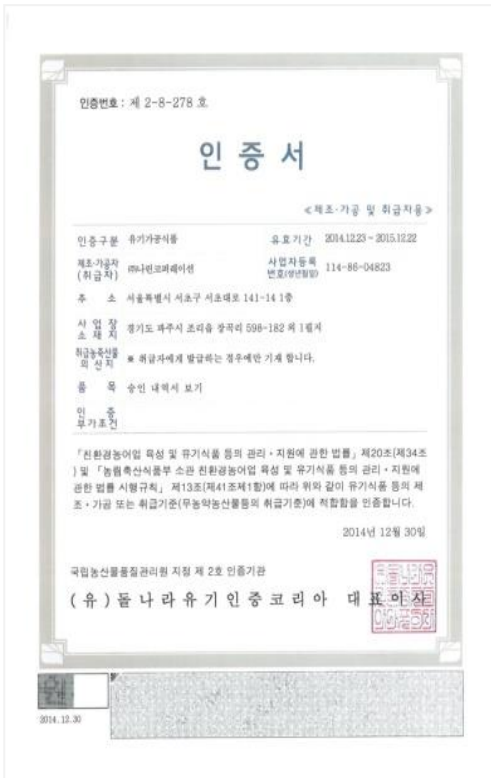 인증번호 : 제 2-8-278 호
인 증 서
≪제조·가공 및 취급자용≫
인증구분 유기가공식품 유효기간 2014.12.23 ~ 2015.12.22
제조·가공자 (취급자) ㈜나린코퍼레이션 사업자등록 번호(생년월일) 114-86-04823
주 소 서울특별시 서초구 서초대로 141-14 1층
사 업 장 소 재 지 경기도 파주시 조리읍 장곡리 598-182 외 1필지
취급농축산물의 산지 ※ 취급자에게 발급하는 경우에만 기재 합니다.
품 목 승인 내역서 보기
인 증 부가조건
「친환경농어업 육성 및 유기식품 등의 관리·지원에 관한 법률」제20조(제34조
) 및 「농림축산식품부 소관 친환경농어업 육성 및 유기식품 등의 관리·지원에
관한 법률 시행규칙」 제13조(제41조제1항)에 따라 위와 같이 유기식품 등의 제
조·가공 또는 취급기준(무농약농산물등의 취급기준)에 적합함을 인증합니다.
2014년 12월 30일
국립농산물품질관리원 지정 제 2호 인증기관
(유)돌나라유기인증코리아 대표이사
2014.12.30